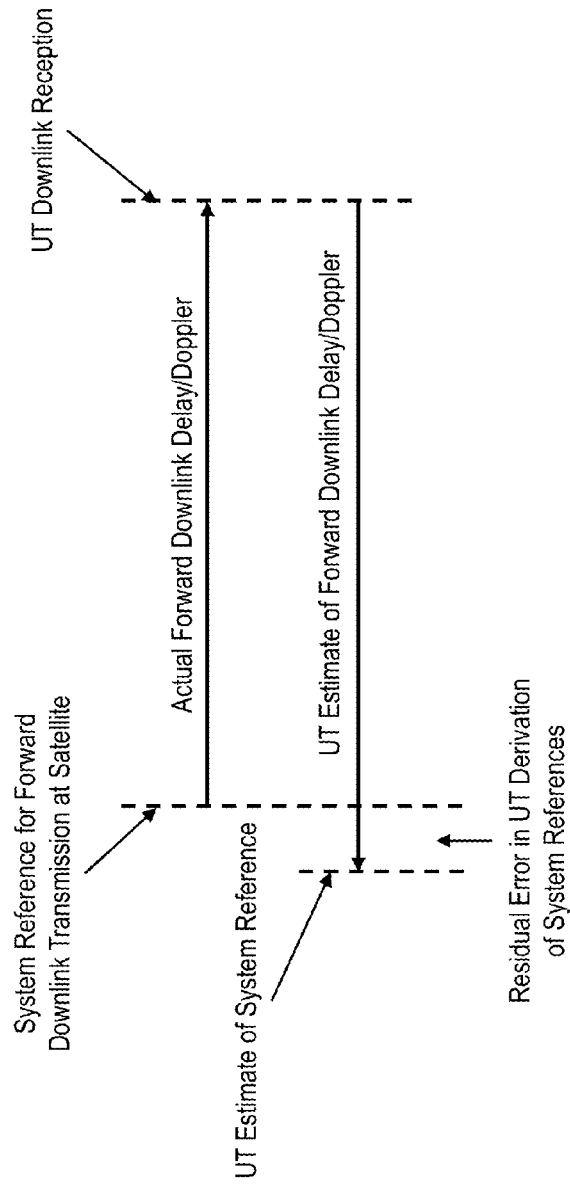 System Reference for Forward
Downlink Transmission at Satellite
UT Downlink Reception
Actual Forward Downlink Delay/Doppler
UT Estimate of System Reference
UT Estimate of Forward Downlink Delay/Doppler
Residual Error in UT Derivation
of System References